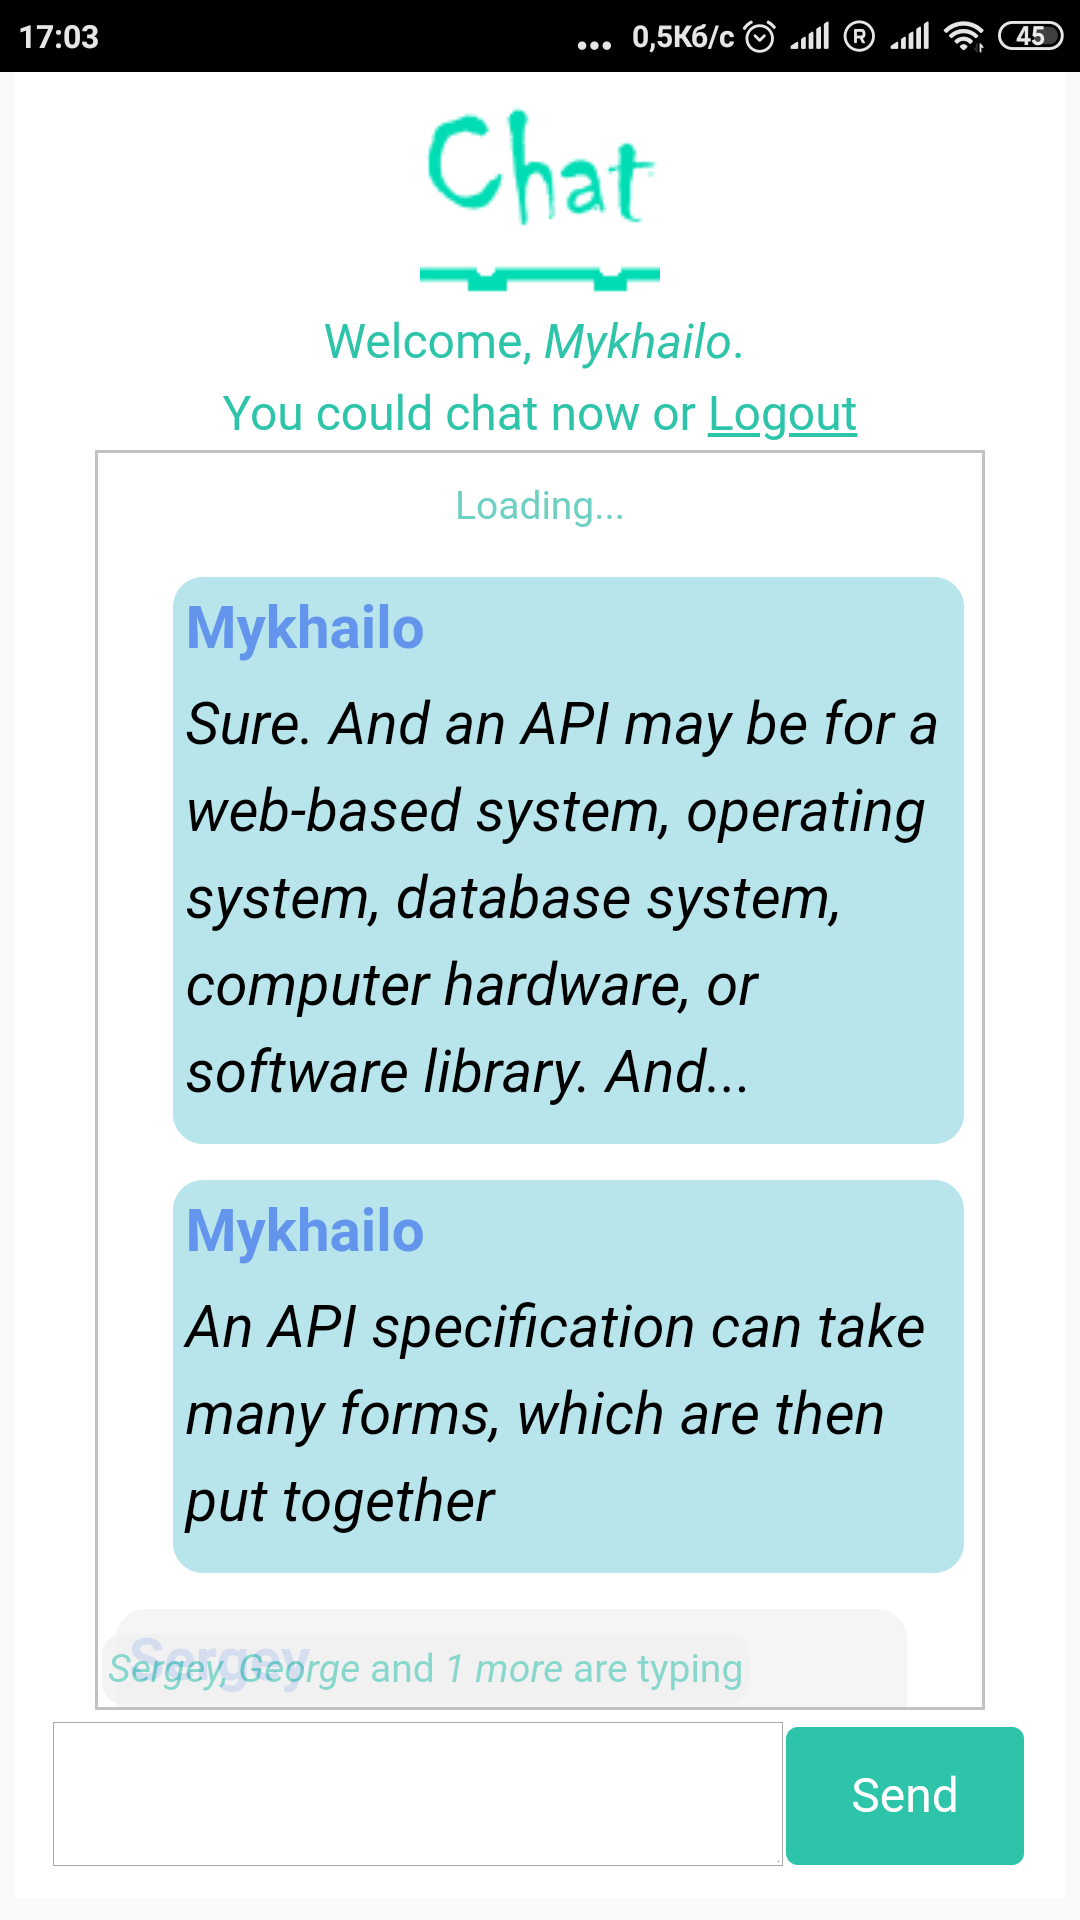 17:03
... 0,5Кб/с R 45
Chat
Welcome, Mykhailo.
You could chat now or Logout
Loading...
Mykhailo
Sure. And an API may be for a
web-based system, operating
system, database system,
computer hardware, or
software library. And...
Mykhailo
An API specification can take
many forms, which are then
put together
Sergey
Sergey, George and 1 more are typing
Send